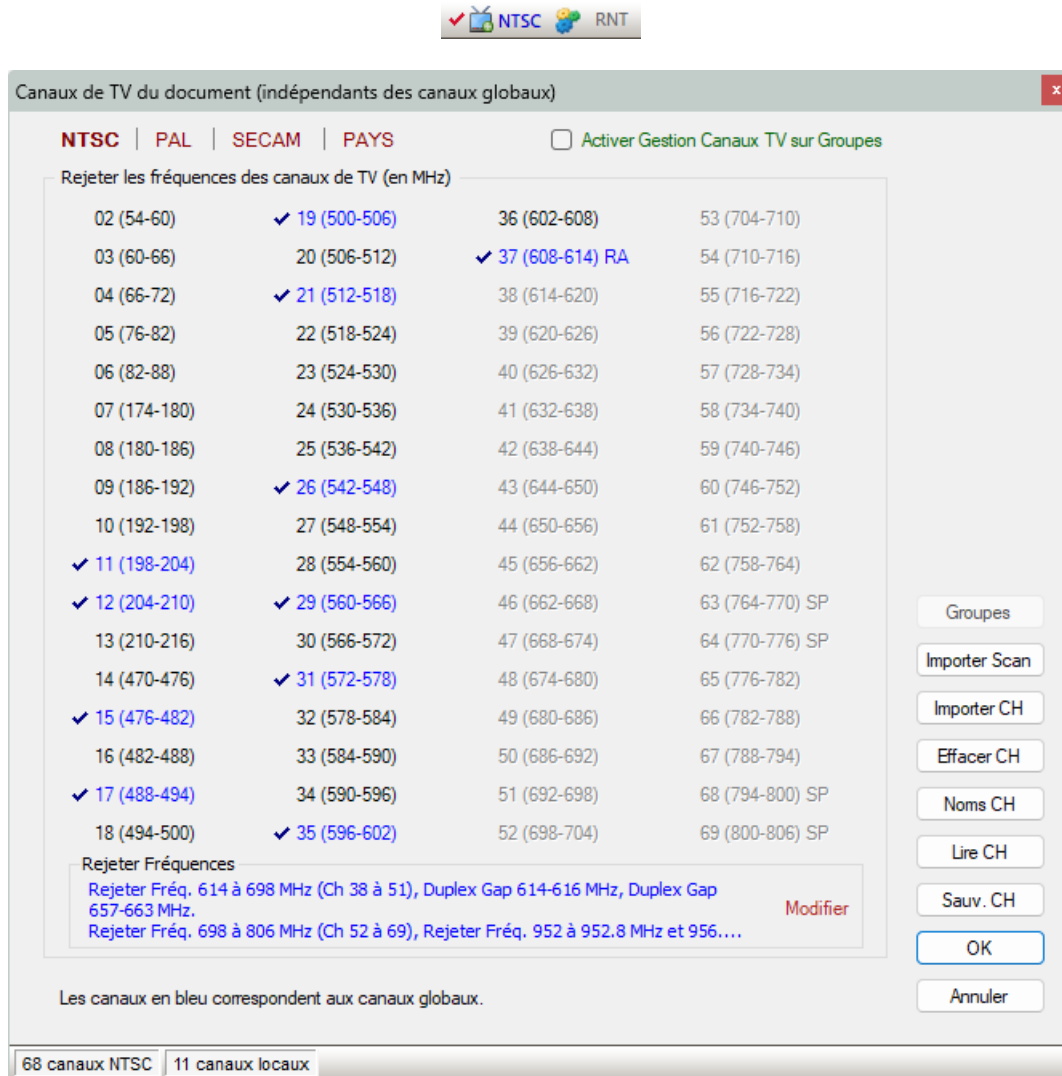 NTSC RNT
Canaux de TV du document (indépendants des canaux globaux) x
NTSC | PAL | SECAM | PAYS Activer Gestion Canaux TV sur Groupes
Rejeter les fréquences des canaux de TV (en MHz)
02 (54-60) 19 (500-506) 36 (602-608) 53 (704-710)
03 (60-66) 20 (506-512) 37 (608-614) RA 54 (710-716)
04 (66-72) 21 (512-518) 38 (614-620) 55 (716-722)
05 (76-82) 22 (518-524) 39 (620-626) 56 (722-728)
06 (82-88) 23 (524-530) 40 (626-632) 57 (728-734)
07 (174-180) 24 (530-536) 41 (632-638) 58 (734-740)
08 (180-186) 25 (536-542) 42 (638-644) 59 (740-746)
09 (186-192) 26 (542-548) 43 (644-650) 60 (746-752)
10 (192-198) 27 (548-554) 44 (650-656) 61 (752-758)
11 (198-204) 28 (554-560) 45 (656-662) 62 (758-764)
12 (204-210) 29 (560-566) 46 (662-668) 63 (764-770) SP
13 (210-216) 30 (566-572) 47 (668-674) 64 (770-776) SP
14 (470-476) 31 (572-578) 48 (674-680) 65 (776-782)
15 (476-482) 32 (578-584) 49 (680-686) 66 (782-788)
16 (482-488) 33 (584-590) 50 (686-692) 67 (788-794)
17 (488-494) 34 (590-596) 51 (692-698) 68 (794-800) SP
18 (494-500) 35 (596-602) 52 (698-704) 69 (800-806) SP
Rejeter Fréquences
Rejeter Fréq. 614 à 698 MHz (Ch 38 à 51), Duplex Gap 614-616 MHz, Duplex Gap
657-663 MHz.
Rejeter Fréq. 698 à 806 MHz (Ch 52 à 69), Rejeter Fréq. 952 à 952.8 MHz et 956....
Modifier
Groupes
Importer Scan
Importer CH
Effacer CH
Noms CH
Lire CH
Sauv. CH
OK
Annuler
Les canaux en bleu correspondent aux canaux globaux.
68 canaux NTSC 11 canaux locaux